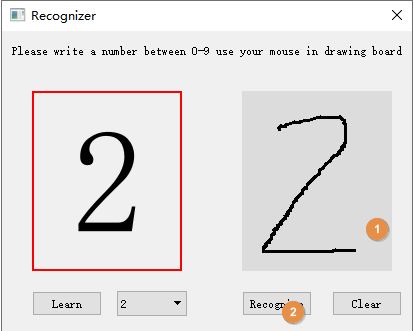 Recognizer
Please write a number between 0-9 use your mouse in drawing board
2 2
1
Learn 2 Recognize Clear
2